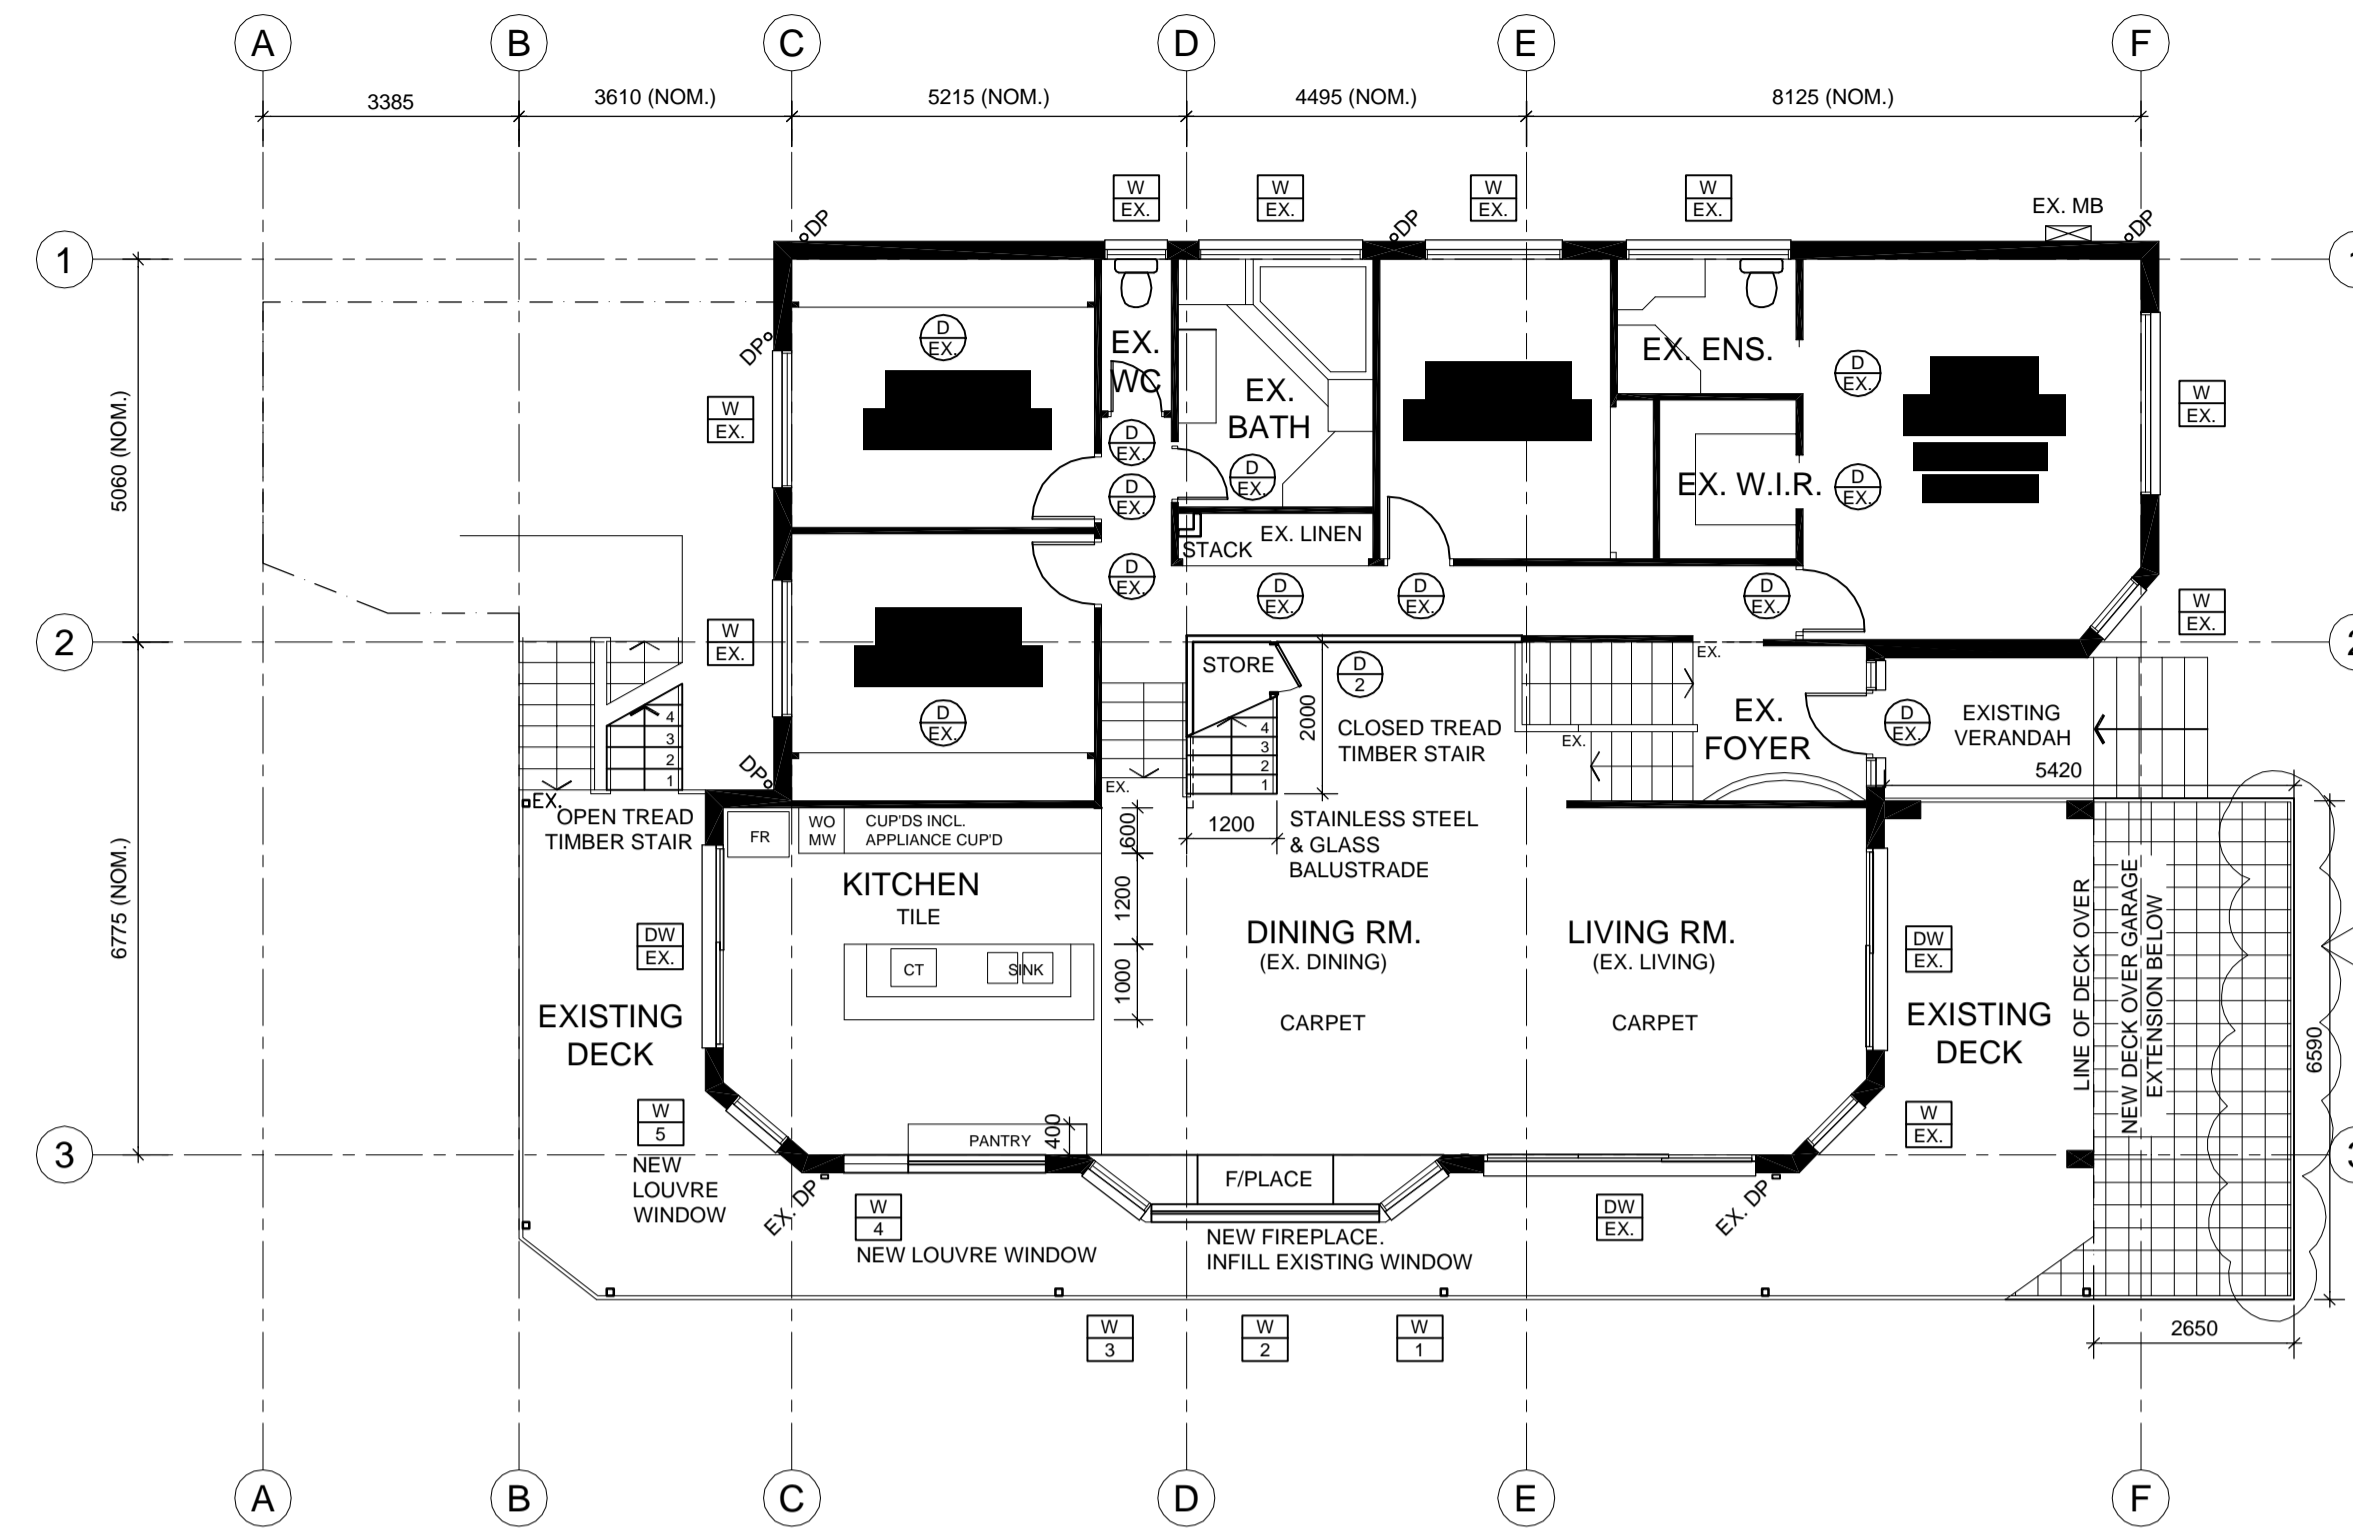 A
B
C
D
E
F
3385
3610 (NOM.)
5215 (NOM.)
4495 (NOM.)
8125 (NOM.)
W
EX.
W
EX.
W
EX.
W
EX.
EX. MB
DP
DP
DP
1
1
DP
D
EX.
EX.
WC
EX.
BATH
EX. ENS.
D
EX.
W
EX.
W
EX.
5060 (NOM.)
D
EX.
D
EX.
D
EX.
EX. W.I.R.
D
EX.
STACK
EX. LINEN
D
EX.
D
EX.
D
EX.
D
EX.
W
EX.
2
2
W
EX.
STORE
D
2
EX.
2000
CLOSED TREAD
TIMBER STAIR
EX.
EX.
FOYER
D
EX.
EXISTING
VERANDAH
5420
D
EX.
4
3
2
1
4
3
2
1
DP
EX.
EX.
OPEN TREAD
TIMBER STAIR
FR
WO
MW
CUP'DS INCL.
APPLIANCE CUP'D
600
1200
STAINLESS STEEL
& GLASS
BALUSTRADE
6775 (NOM.)
KITCHEN
TILE
1200
DINING RM.
(EX. DINING)
LIVING RM.
(EX. LIVING)
DW
EX.
DW
EX.
CT
SINK
1000
CARPET
CARPET
EXISTING
DECK
EXISTING
DECK
LINE OF DECK OVER
NEW DECK OVER GARAGE
EXTENSION BELOW
6590
W
5
NEW
LOUVRE
WINDOW
PANTRY
400
W
EX.
3
3
EX. DP
W
4
NEW LOUVRE WINDOW
F/PLACE
NEW FIREPLACE.
INFILL EXISTING WINDOW
DW
EX.
EX. DP
W
3
W
2
W
1
2650
A
B
C
D
E
F